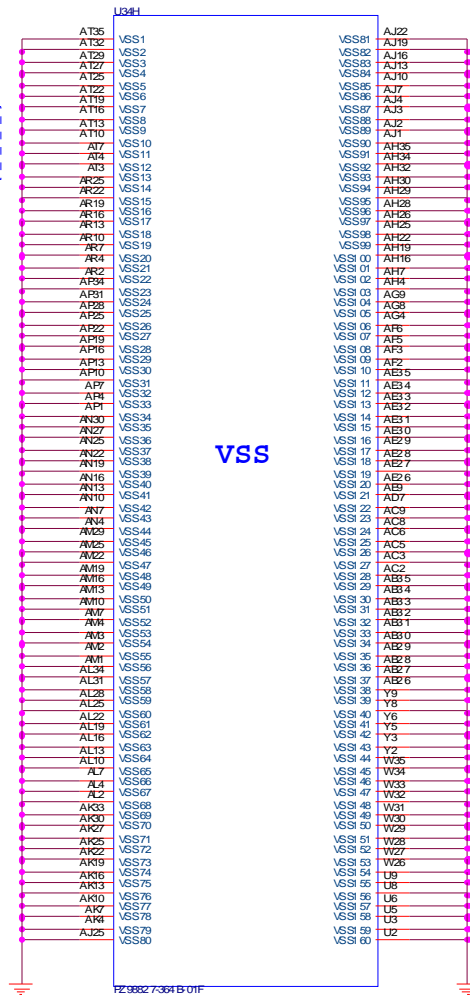 U34H
AT35 VSS1 VSS81 AJ22
AT32 VSS2 VSS82 AJ19
AT29 VSS3 VSS83 AJ16
AT27 VSS4 VSS84 AJ13
AT25 VSS5 VSS85 AJ10
AT22 VSS6 VSS86 AJ7
AT19 VSS7 VSS87 AJ4
AT16 VSS8 VSS88 AJ3
AT13 VSS9 VSS89 AJ2
AT10 VSS10 VSS90 AJ1
AT7 VSS11 VSS91 AH35
AT4 VSS12 VSS92 AH34
AT3 VSS13 VSS93 AH32
AR25 VSS14 VSS94 AH30
AR22 VSS15 VSS95 AH29
AR19 VSS16 VSS96 AH28
AR16 VSS17 VSS97 AH26
AR13 VSS18 VSS98 AH25
AR10 VSS19 VSS99 AH22
AR7 VSS20 VSS100 AH19
AR4 VSS21 VSS101 AH16
AR2 VSS22 VSS102 AH7
AP34 VSS23 VSS103 AH4
AP31 VSS24 VSS104 AG9
AP28 VSS25 VSS105 AG8
AP25 VSS26 VSS106 AG4
AP22 VSS27 VSS107 AF6
AP19 VSS28 VSS108 AF5
AP16 VSS29 VSS109 AF3
AP13 VSS30 VSS110 AF2
AP10 VSS31 VSS111 AE35
AP7 VSS32 VSS112 AE34
AP4 VSS33 VSS113 AE33
AP1 VSS34 VSS114 AE32
AN30 VSS35 VSS115 AE31
AN27 VSS36 VSS116 AE30
AN25 VSS37 VSS117 AE29
AN22 VSS38 VSS118 AE28
AN19 VSS39 VSS119 AE27
AN16 VSS40 VSS120 AE26
AN13 VSS41 VSS121 AE9
AN10 VSS42 VSS122 AD7
AN7 VSS43 VSS123 AC9
AN4 VSS44 VSS124 AC8
AM29 VSS45 VSS125 AC6
AM25 VSS46 VSS126 AC5
AM22 VSS47 VSS127 AC3
AM19 VSS48 VSS128 AC2
AM16 VSS49 VSS129 AB35
AM13 VSS50 VSS130 AB34
AM10 VSS51 VSS131 AB33
AM7 VSS52 VSS132 AB32
AM4 VSS53 VSS133 AB31
AM3 VSS54 VSS134 AB30
AM2 VSS55 VSS135 AB29
AM1 VSS56 VSS136 AB28
AL34 VSS57 VSS137 AB27
AL31 VSS58 VSS138 AB26
AL28 VSS59 VSS139 Y9
AL25 VSS60 VSS140 Y8
AL22 VSS61 VSS141 Y6
AL19 VSS62 VSS142 Y5
AL16 VSS63 VSS143 Y3
AL13 VSS64 VSS144 Y2
AL10 VSS65 VSS145 W35
AL7 VSS66 VSS146 W34
AL4 VSS67 VSS147 W33
AL2 VSS68 VSS148 W32
AK33 VSS69 VSS149 W31
AK30 VSS70 VSS150 W30
AK27 VSS71 VSS151 W29
AK25 VSS72 VSS152 W28
AK22 VSS73 VSS153 W27
AK19 VSS74 VSS154 W26
AK16 VSS75 VSS155 U9
AK13 VSS76 VSS156 U8
AK10 VSS77 VSS157 U6
AK7 VSS78 VSS158 U5
AK4 VSS79 VSS159 U3
AJ25 VSS80 VSS160 U2
VSS
PZ98827-364B-01F